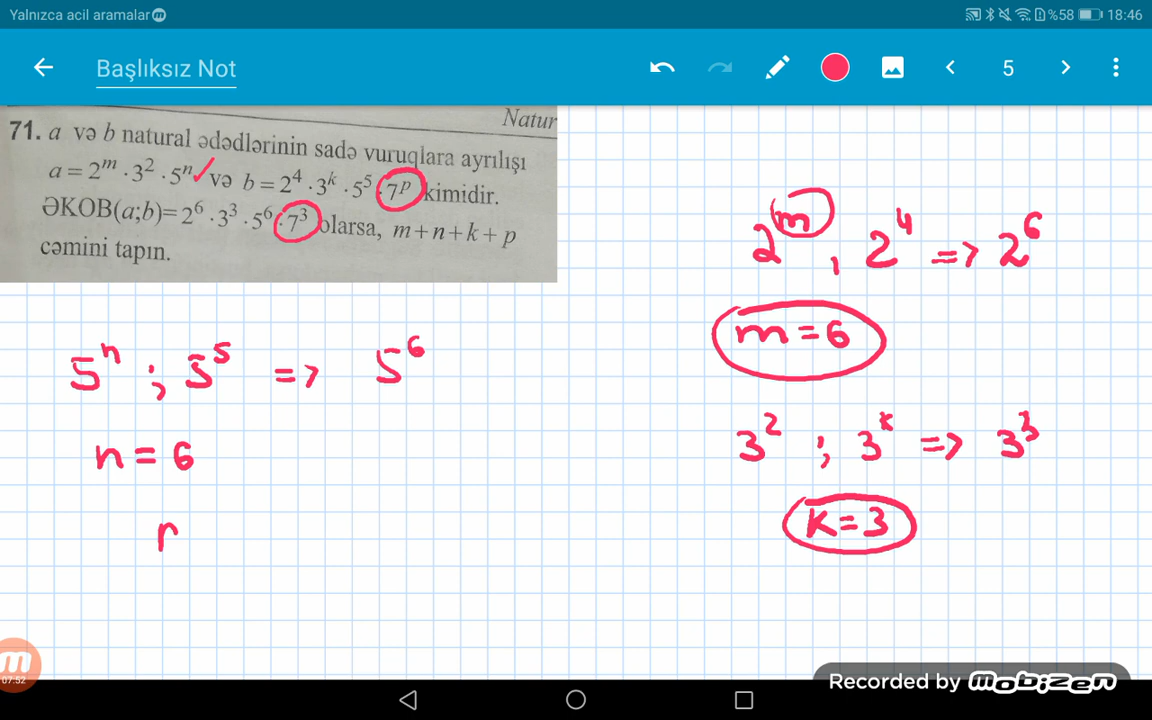 Yalnızca acil aramalar
%58 18:46
Başlıksız Not
5
Natur
71. a və b natural ədədlərinin sadə vuruqlara ayrılışı
a = 2^m · 3^2 · 5^n və b = 2^4 · 3^k · 5^5 · 7^p kimidir.
ƏKOB(a;b) = 2^6 · 3^3 · 5^6 · 7^3 olarsa, m+n+k+p
cəmini tapın.
2^m , 2^4 => 2^6
m = 6
5^n ; 5^5 => 5^6
n = 6
3^2 ; 3^k => 3^3
k = 3
07:52
Recorded by mobizen